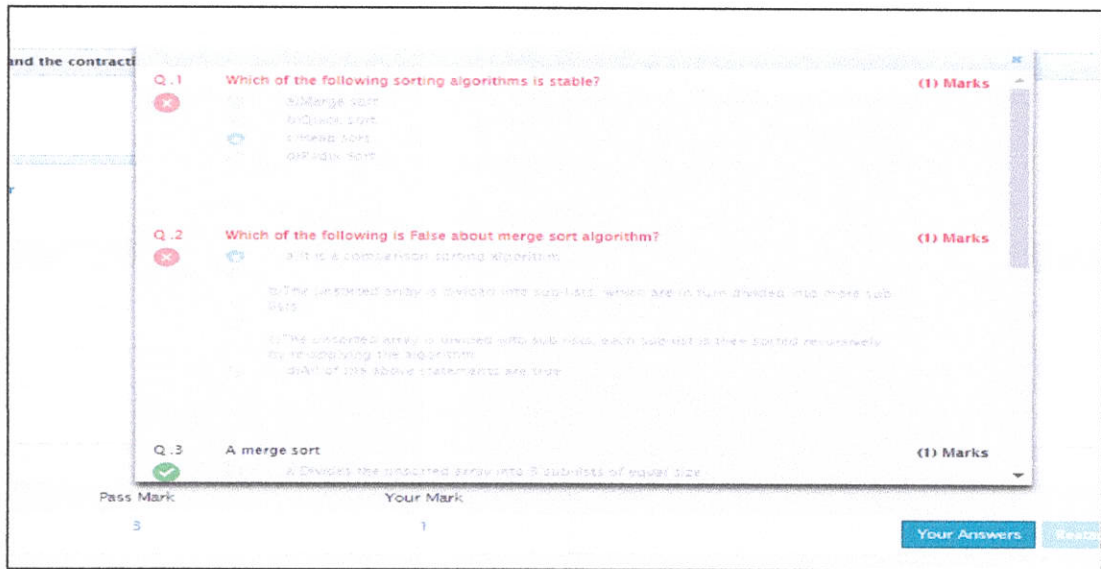 and the contracti
Q .1 Which of the following sorting algorithms is stable? (1) Marks
a)Merge sort
b)Quick sort
c)Heap sort
d)Radix Sort
Q .2 Which of the following is False about merge sort algorithm? (1) Marks
a)It is a comparison sorting algorithm
b)The unsorted array is divided into sub-lists, which are in turn divided into more sub
lists
c)The unsorted array is divided into sub lists, each sub-list is then sorted recursively
by re-applying the algorithm
d)All of the above statements are true
Q .3 A merge sort (1) Marks
Divides the unsorted array into sub-lists of equal size
Pass Mark Your Mark
3 1
Your Answers